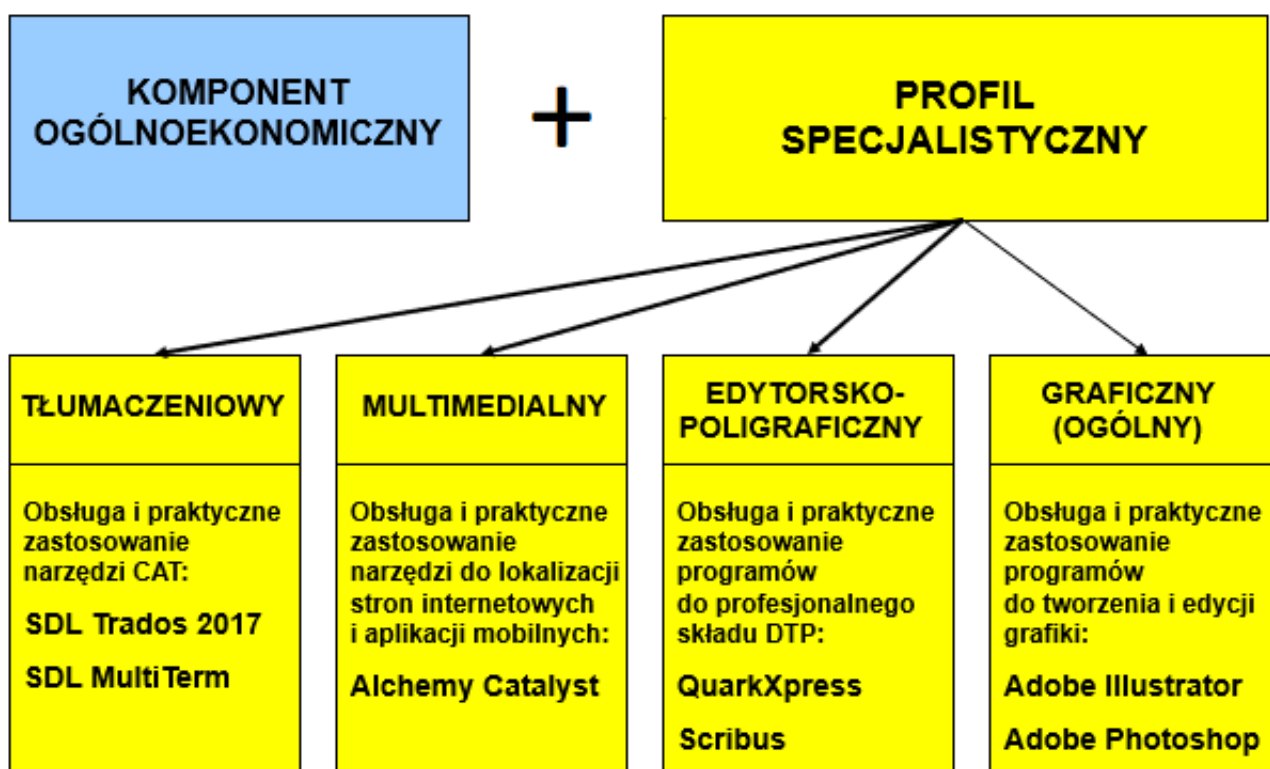 KOMPONENT
OGÓLNOEKONOMICZNY
+
PROFIL
SPECJALISTYCZNY
TŁUMACZENIOWY
Obsługa i praktyczne
zastosowanie
narzędzi CAT:
SDL Trados 2017
SDL MultiTerm
MULTIMEDIALNY
Obsługa i praktyczne
zastosowanie
narzędzi do lokalizacji
stron internetowych
i aplikacji mobilnych:
Alchemy Catalyst
EDYTORSKO-
POLIGRAFICZNY
Obsługa i praktyczne
zastosowanie
programów
do profesjonalnego
składu DTP:
QuarkXpress
Scribus
GRAFICZNY
(OGÓLNY)
Obsługa i praktyczne
zastosowanie
programów
do tworzenia i edycji
grafiki:
Adobe Illustrator
Adobe Photoshop